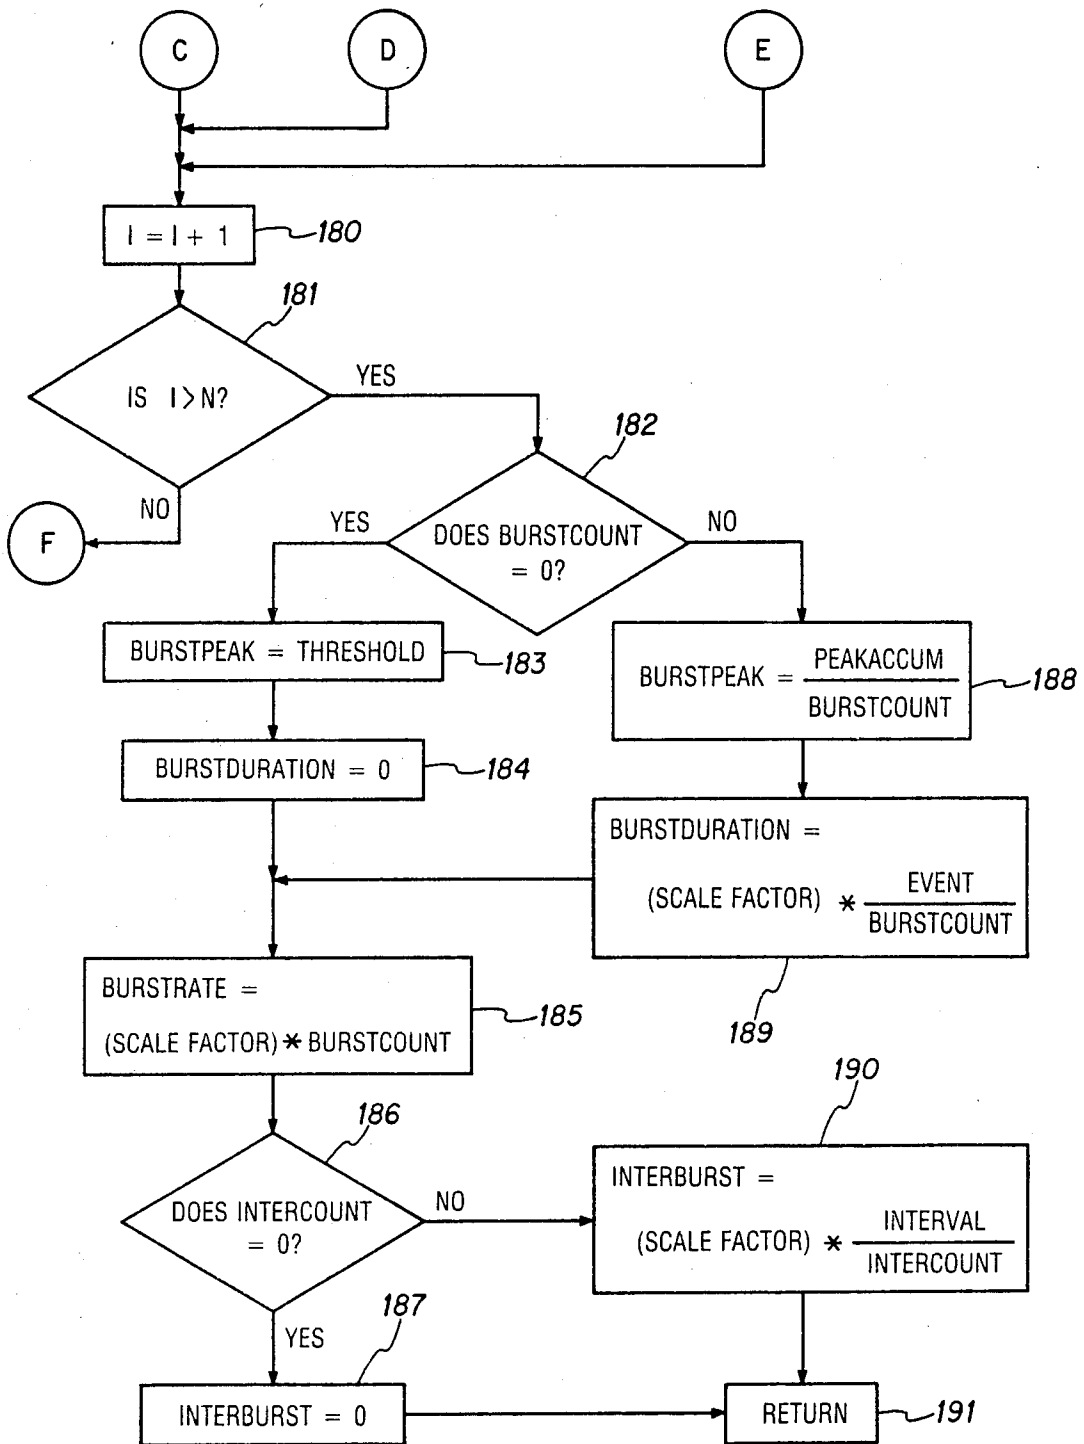 C
D
E
I = I + 1
180
181
IS I > N?
YES
NO
F
182
DOES BURSTCOUNT
= 0?
YES
NO
BURSTPEAK = THRESHOLD
183
BURSTPEAK = PEAKACCUM
BURSTCOUNT
188
BURSTDURATION = 0
184
BURSTDURATION =
(SCALE FACTOR) * EVENT
BURSTCOUNT
189
BURSTRATE =
(SCALE FACTOR) * BURSTCOUNT
185
186
DOES INTERCOUNT
= 0?
NO
YES
190
INTERBURST =
(SCALE FACTOR) * INTERVAL
INTERCOUNT
187
INTERBURST = 0
RETURN
191